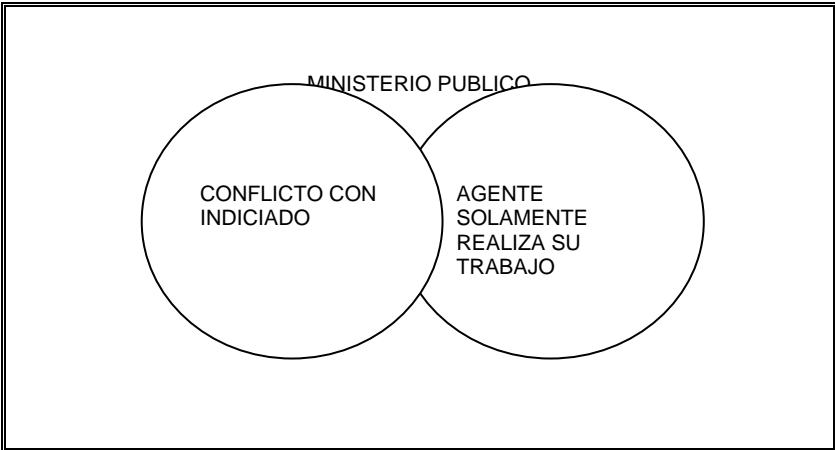 MINISTERIO PUBLICO
CONFLICTO CON
INDICIADO
AGENTE
SOLAMENTE
REALIZA SU
TRABAJO